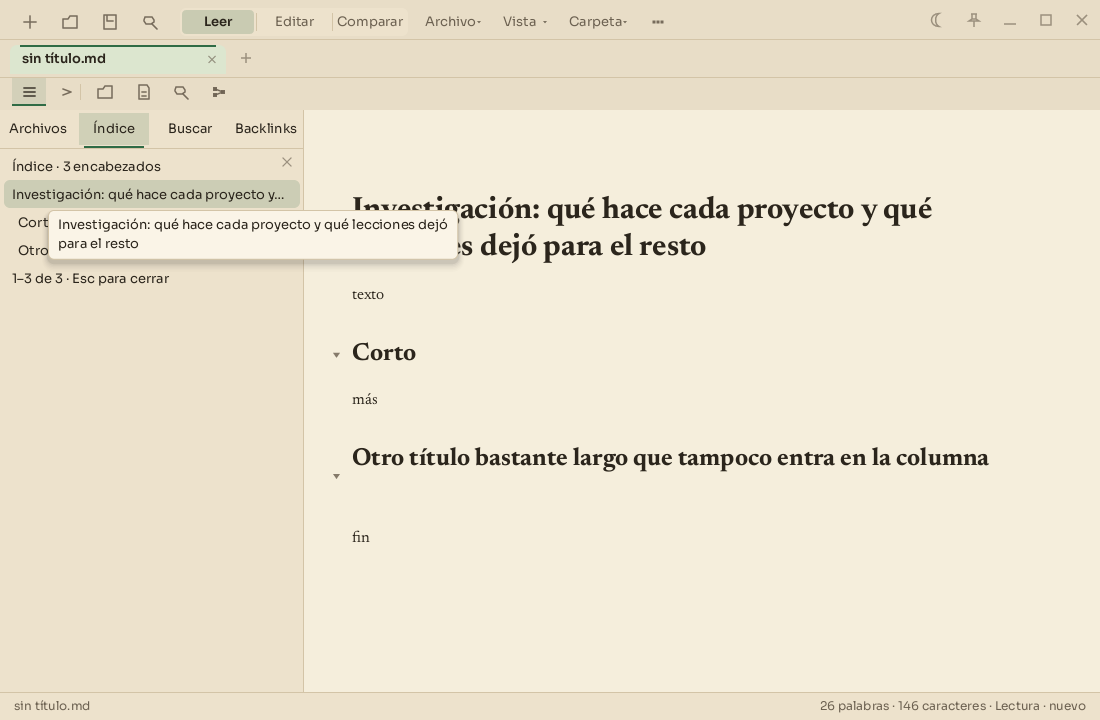 Leer Editar Comparar Archivo Vista Carpeta
sin título.md
Archivos Índice Buscar Backlinks
Índice · 3 encabezados
Investigación: qué hace cada proyecto y...
Cort
Investigación: qué hace cada proyecto y qué lecciones dejó
para el resto
Otro
1–3 de 3 · Esc para cerrar
Investigación: qué hace cada proyecto y qué
es dejó para el resto
texto
Corto
más
Otro título bastante largo que tampoco entra en la columna
fin
sin título.md
26 palabras · 146 caracteres · Lectura · nuevo